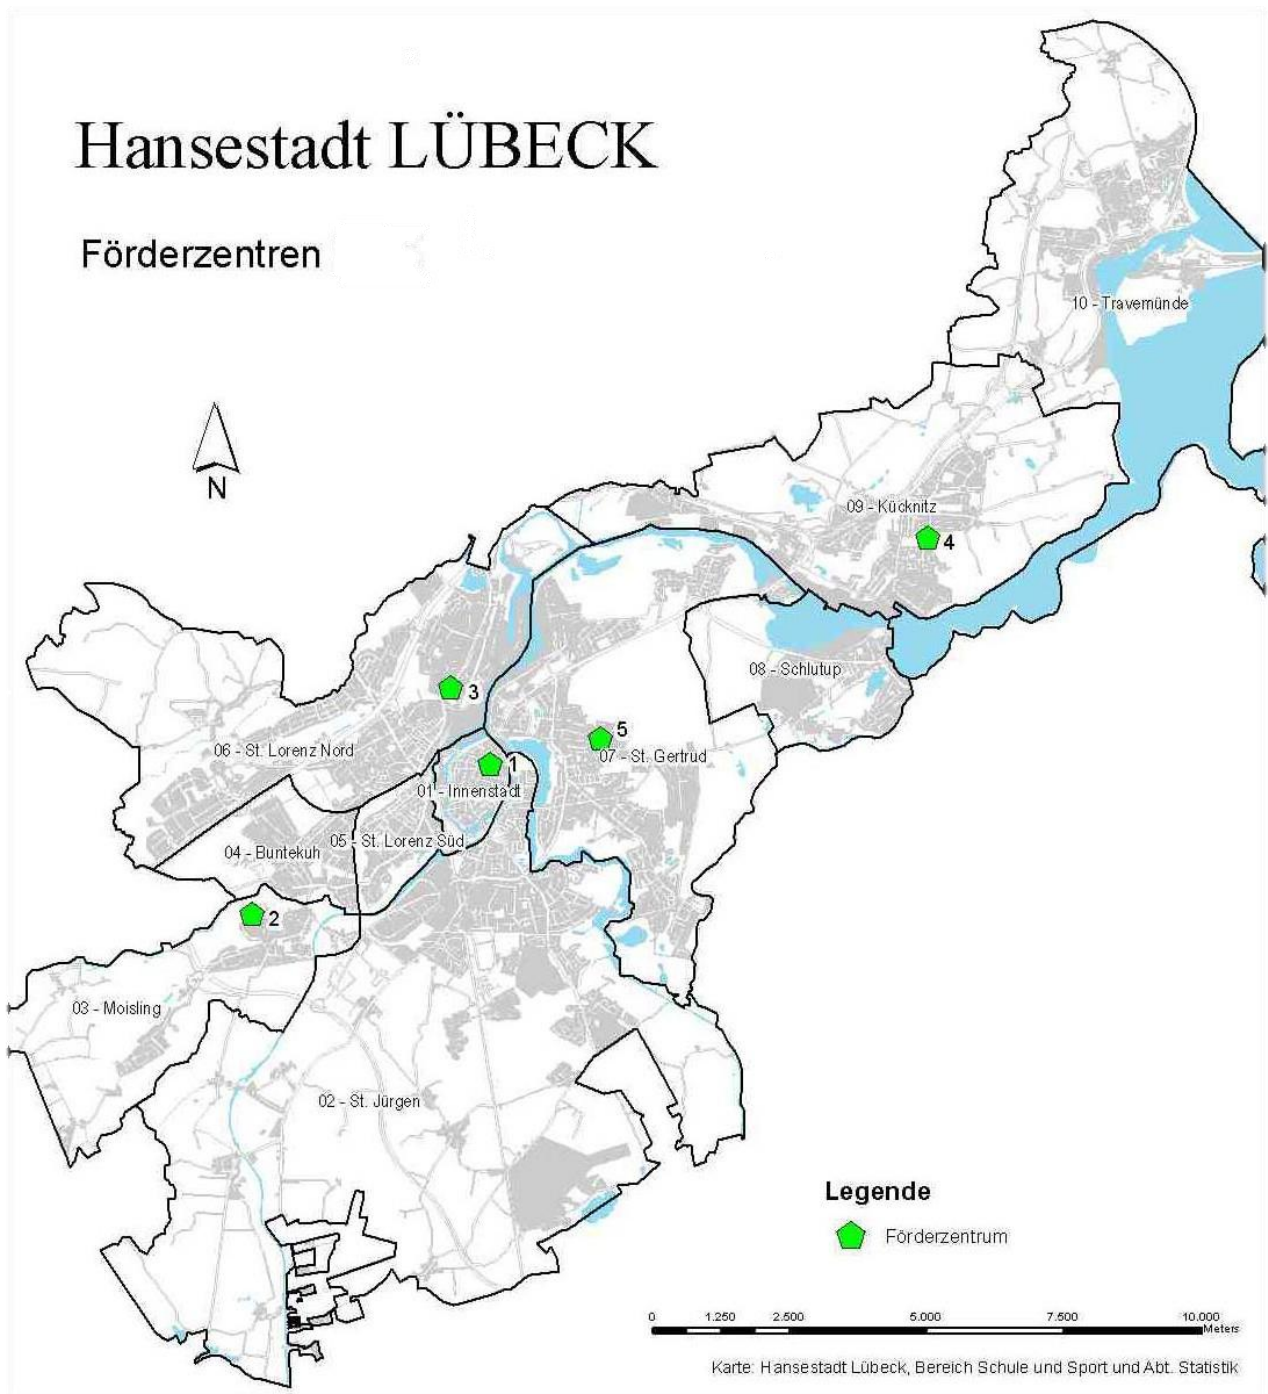 Hansestadt LÜBECK
Förderzentren
N
10 - Travemünde
09 - Kücknitz
4
08 - Schlutup
3
5
06 - St. Lorenz Nord
07 - St. Gertrud
1
01 - Innenstadt
05 - St. Lorenz Süd
04 - Buntekuh
2
03 - Moisling
02 - St. Jürgen
Legende
Förderzentrum
0 1.250 2.500 5.000 7.500 10.000
Meters
Karte: Hansestadt Lübeck, Bereich Schule und Sport und Abt. Statistik